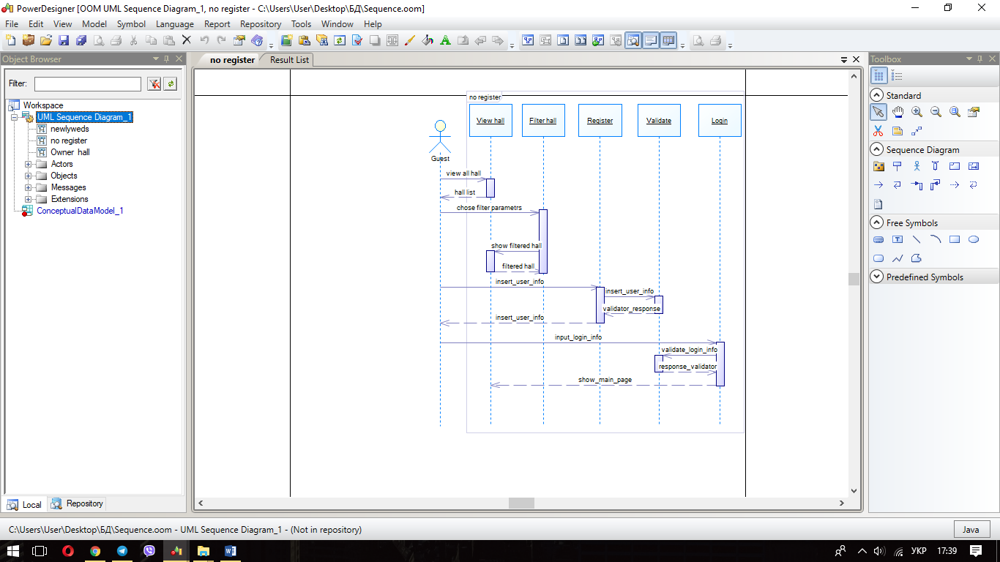 PowerDesigner [OOM UML Sequence Diagram_1, no register - C:\Users\User\Desktop\БД\Sequence.oom]
File Edit View Model Symbol Language Report Repository Tools Window Help
Object Browser
no register
Result List
Toolbox
Filter:
Workspace
UML Sequence Diagram_1
newlyweds
no register
Owner hall
Actors
Objects
Messages
Extensions
ConceptualDataModel_1
no register
View hall
Filter hall
Register
Validate
Login
Guest
view all hall
hall list
chose filter parametrs
show filtered hall
filtered hall
insert_user_info
insert_user_info
validator_response
insert_user_info
input_login_info
validate_login_info
response_validator
show_main_page
Standard
Sequence Diagram
Free Symbols
Predefined Symbols
Local
Repository
C:\Users\User\Desktop\БД\Sequence.oom - UML Sequence Diagram_1 - (Not in repository)
Java
УКР
17:39